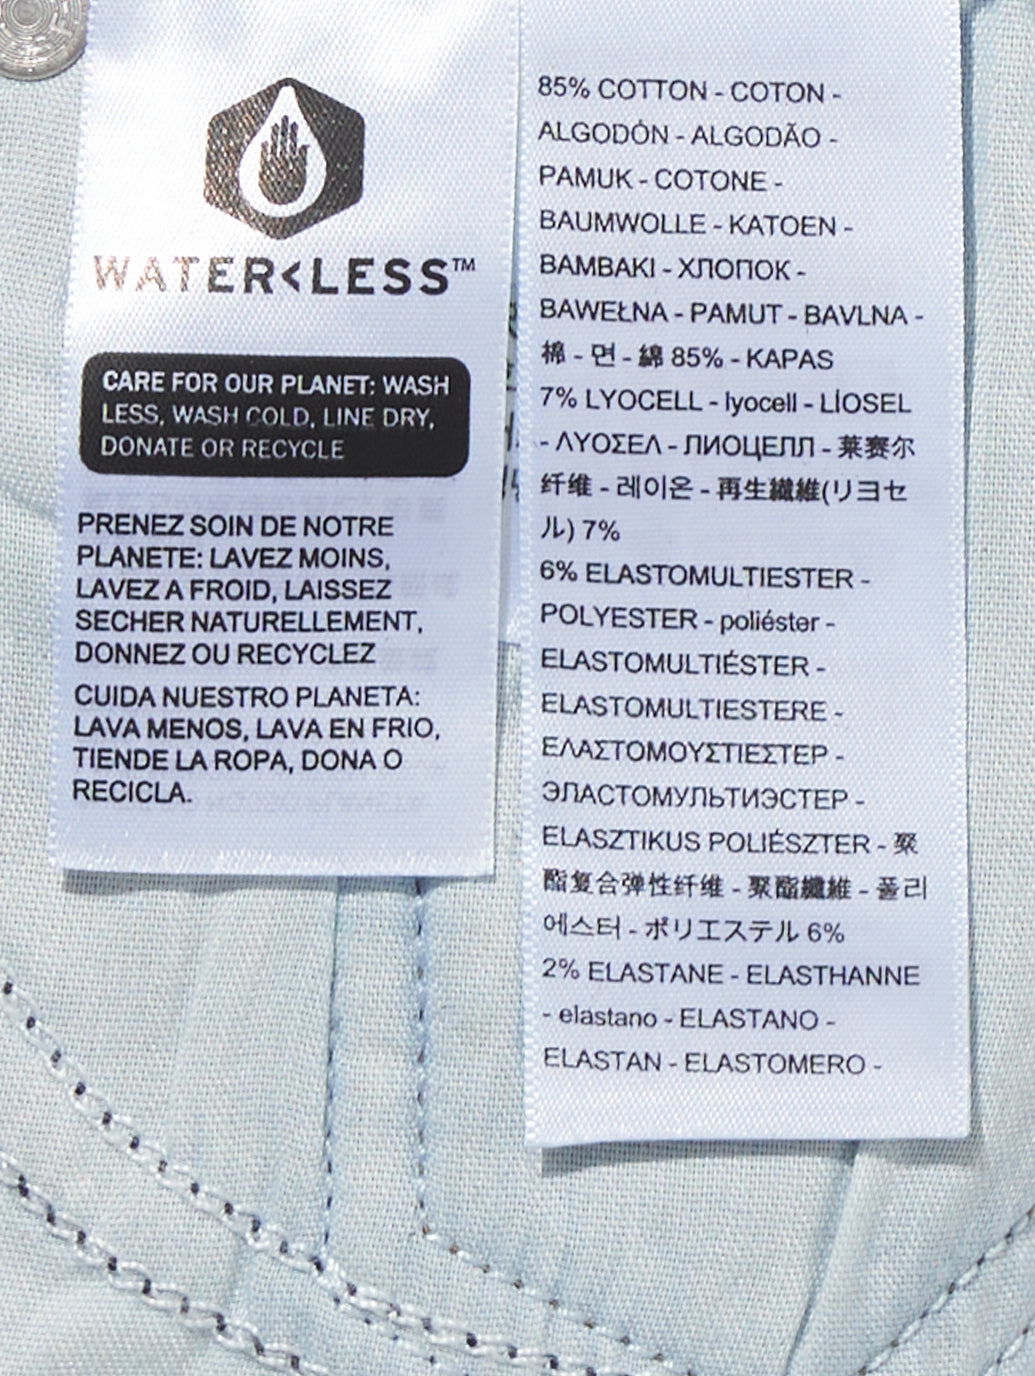 WATER<LESS™
CARE FOR OUR PLANET: WASH
LESS, WASH COLD, LINE DRY,
DONATE OR RECYCLE
PRENEZ SOIN DE NOTRE
PLANETE: LAVEZ MOINS,
LAVEZ A FROID, LAISSEZ
SECHER NATURELLEMENT,
DONNEZ OU RECYCLEZ
CUIDA NUESTRO PLANETA:
LAVA MENOS, LAVA EN FRIO,
TIENDE LA ROPA, DONA O
RECICLA.
85% COTTON - COTON -
ALGODÓN - ALGODÃO -
PAMUK - COTONE -
BAUMWOLLE - KATOEN -
BAMBAKI - ХЛОПОК -
BAWEŁNA - PAMUT - BAVLNA -
棉 - 면 - 綿 85% - KAPAS
7% LYOCELL - lyocell - LİOSEL
- ΛΥΟΣΕΛ - ЛИОЦЕЛЛ - 莱赛尔
纤维 - 레이온 - 再生繊維(リヨセ
ル) 7%
6% ELASTOMULTIESTER -
POLYESTER - poliéster -
ELASTOMULTIÉSTER -
ELASTOMULTIESTERE -
ΕΛΑΣΤΟΜΟΥΣΤΙΕΣΤΕΡ -
ЭЛАСТОМУЛЬТИЭСТЕР -
ELASZTIKUS POLIÉSZTER - 聚
酯复合弹性纤维 - 聚酯纖維 - 폴리
에스터 - ポリエステル 6%
2% ELASTANE - ELASTHANNE
- elastano - ELASTANO -
ELASTAN - ELASTOMERO -